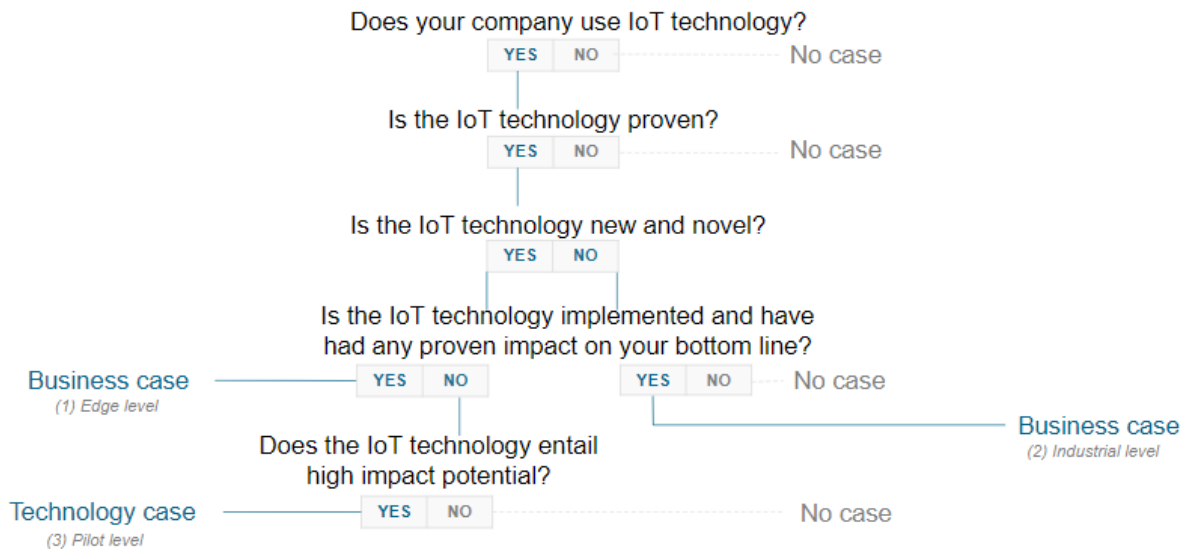 Does your company use IoT technology?
YES NO No case
Is the IoT technology proven?
YES NO No case
Is the IoT technology new and novel?
YES NO
Is the IoT technology implemented and have
had any proven impact on your bottom line?
Business case YES NO YES NO No case
(1) Edge level
Business case
(2) Industrial level
Does the IoT technology entail
high impact potential?
Technology case YES NO No case
(3) Pilot level